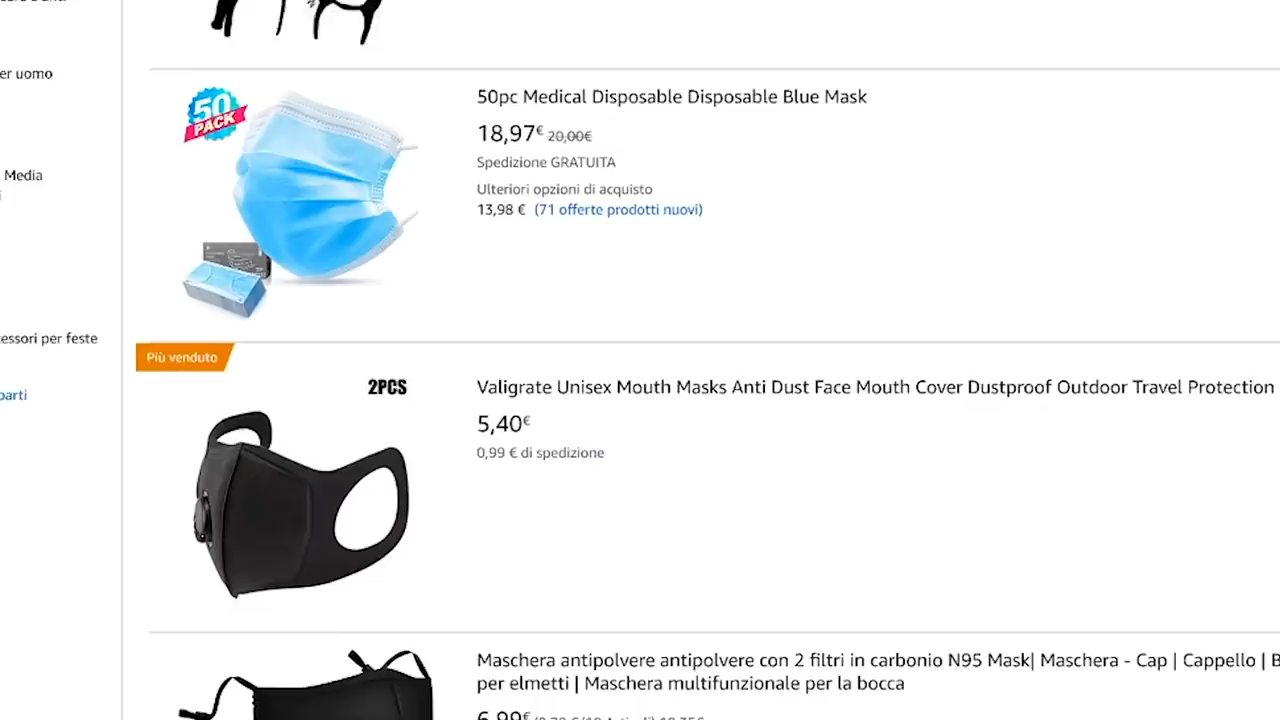 er uomo
Media
essori per feste
parti
50
PACK
50pc Medical Disposable Disposable Blue Mask
18,97€ 20,00€
Spedizione GRATUITA
Ulteriori opzioni di acquisto
13,98 € (71 offerte prodotti nuovi)
Più venduto
2PCS
Valigrate Unisex Mouth Masks Anti Dust Face Mouth Cover Dustproof Outdoor Travel Protection
5,40€
0,99 € di spedizione
Maschera antipolvere antipolvere con 2 filtri in carbonio N95 Mask| Maschera - Cap | Cappello | B
per elmetti | Maschera multifunzionale per la bocca
6,99€